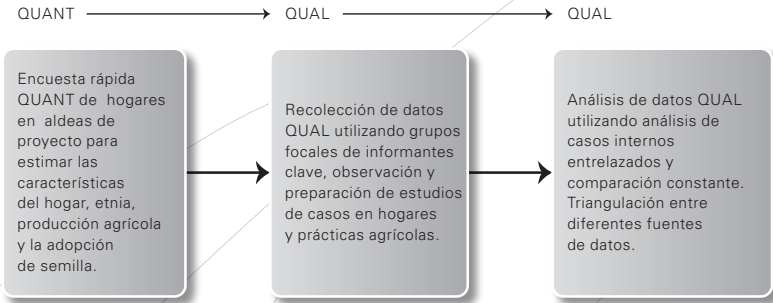 QUANT QUAL QUAL
Encuesta rápida
QUANT de hogares
en aldeas de
proyecto para
estimar las
características
del hogar, etnia,
producción agrícola
y la adopción
de semilla.
Recolección de datos
QUAL utilizando grupos
focales de informantes
clave, observación y
preparación de estudios
de casos en hogares
y prácticas agrícolas.
Análisis de datos QUAL
utilizando análisis de
casos internos
entrelazados y
comparación constante.
Triangulación entre
diferentes fuentes
de datos.